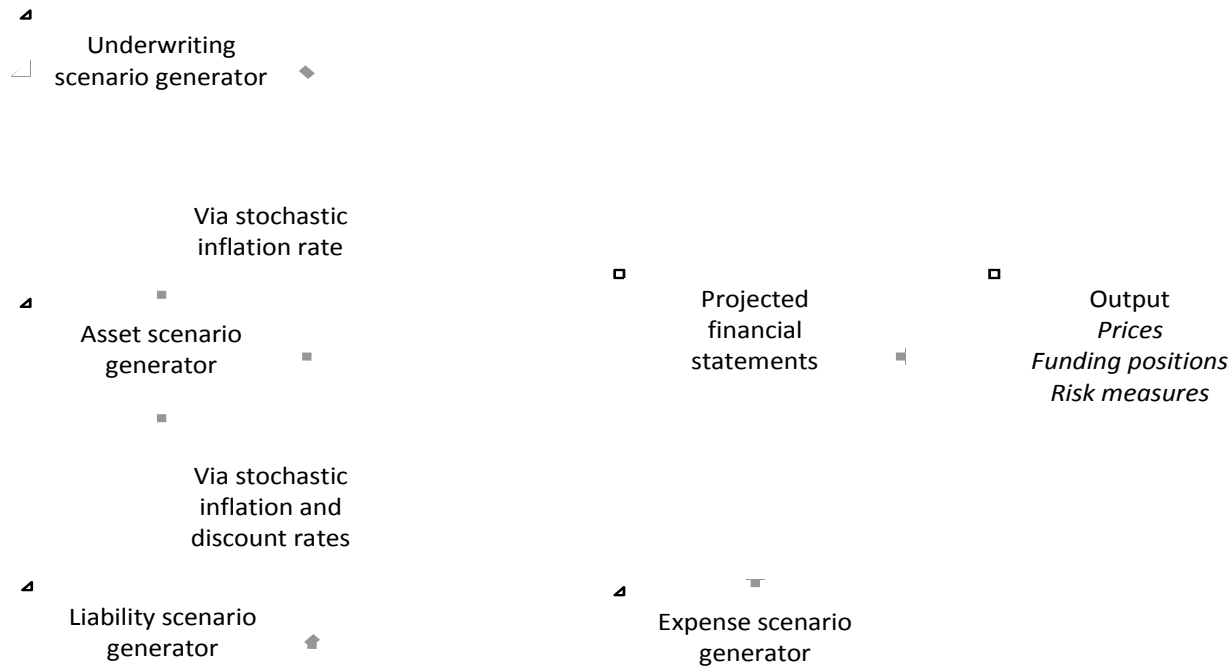 Underwriting
scenario generator
Via stochastic
inflation rate
Asset scenario
generator
Projected
financial
statements
Output
Prices
Funding positions
Risk measures
Via stochastic
inflation and
discount rates
Liability scenario
generator
Expense scenario
generator